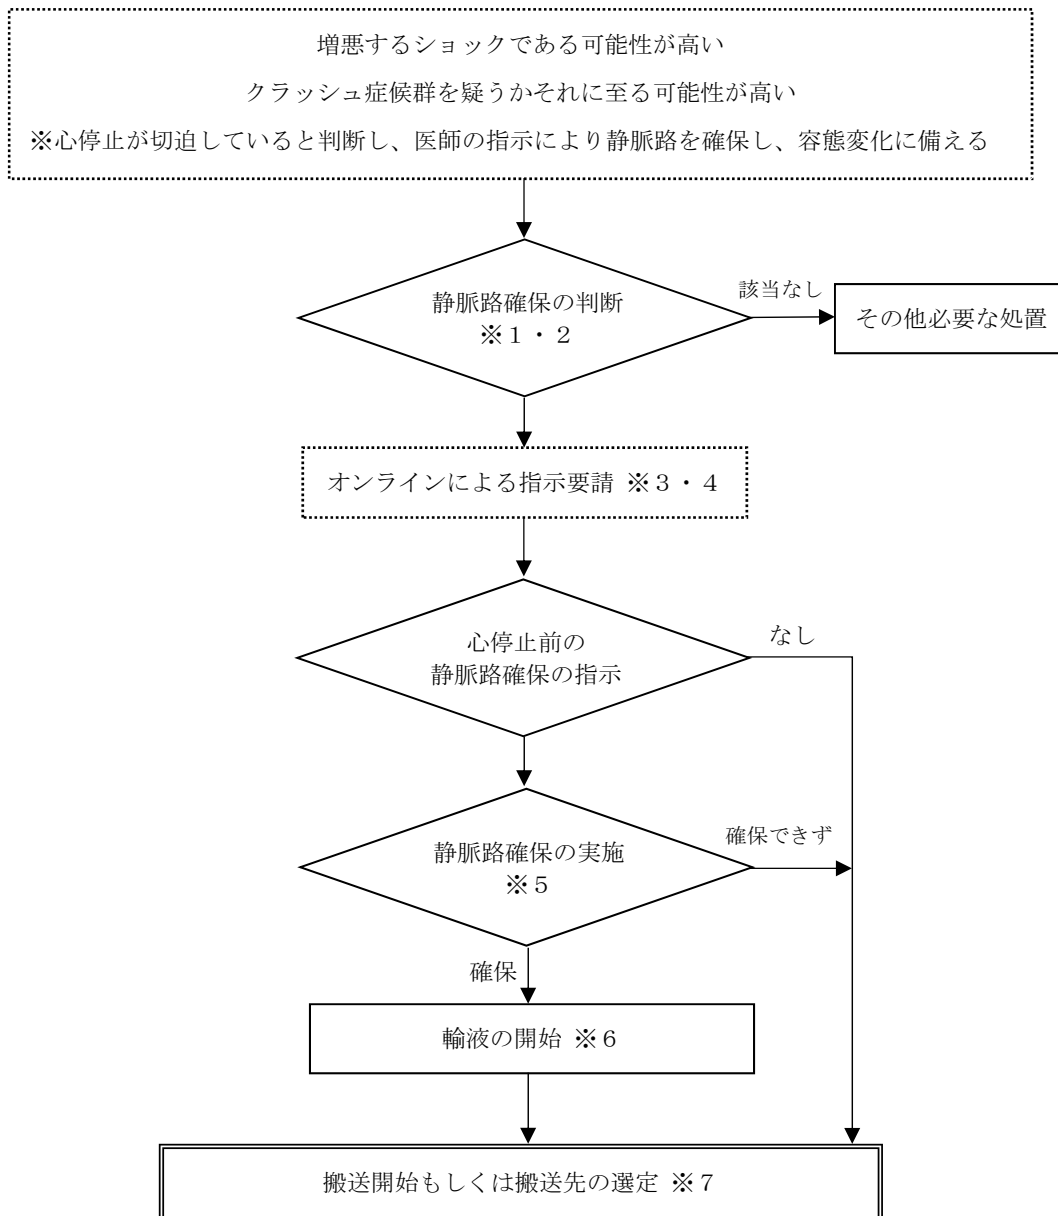 増悪するショックである可能性が高い
クラッシュ症候群を疑うかそれに至る可能性が高い
※心停止が切迫していると判断し、医師の指示により静脈路を確保し、容態変化に備える
静脈路確保の判断
※１・２
該当なし
その他必要な処置
オンラインによる指示要請 ※３・４
心停止前の
静脈路確保の指示
なし
静脈路確保の実施
※５
確保できず
確保
輸液の開始 ※６
搬送開始もしくは搬送先の選定 ※７